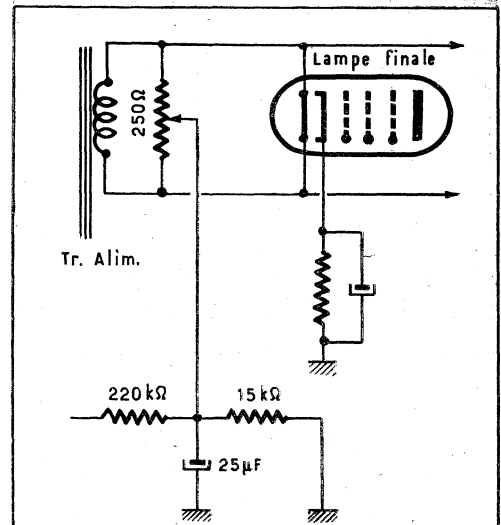 Lampe finale
250Ω
Tr. Alim.
220kΩ
15kΩ
25µF